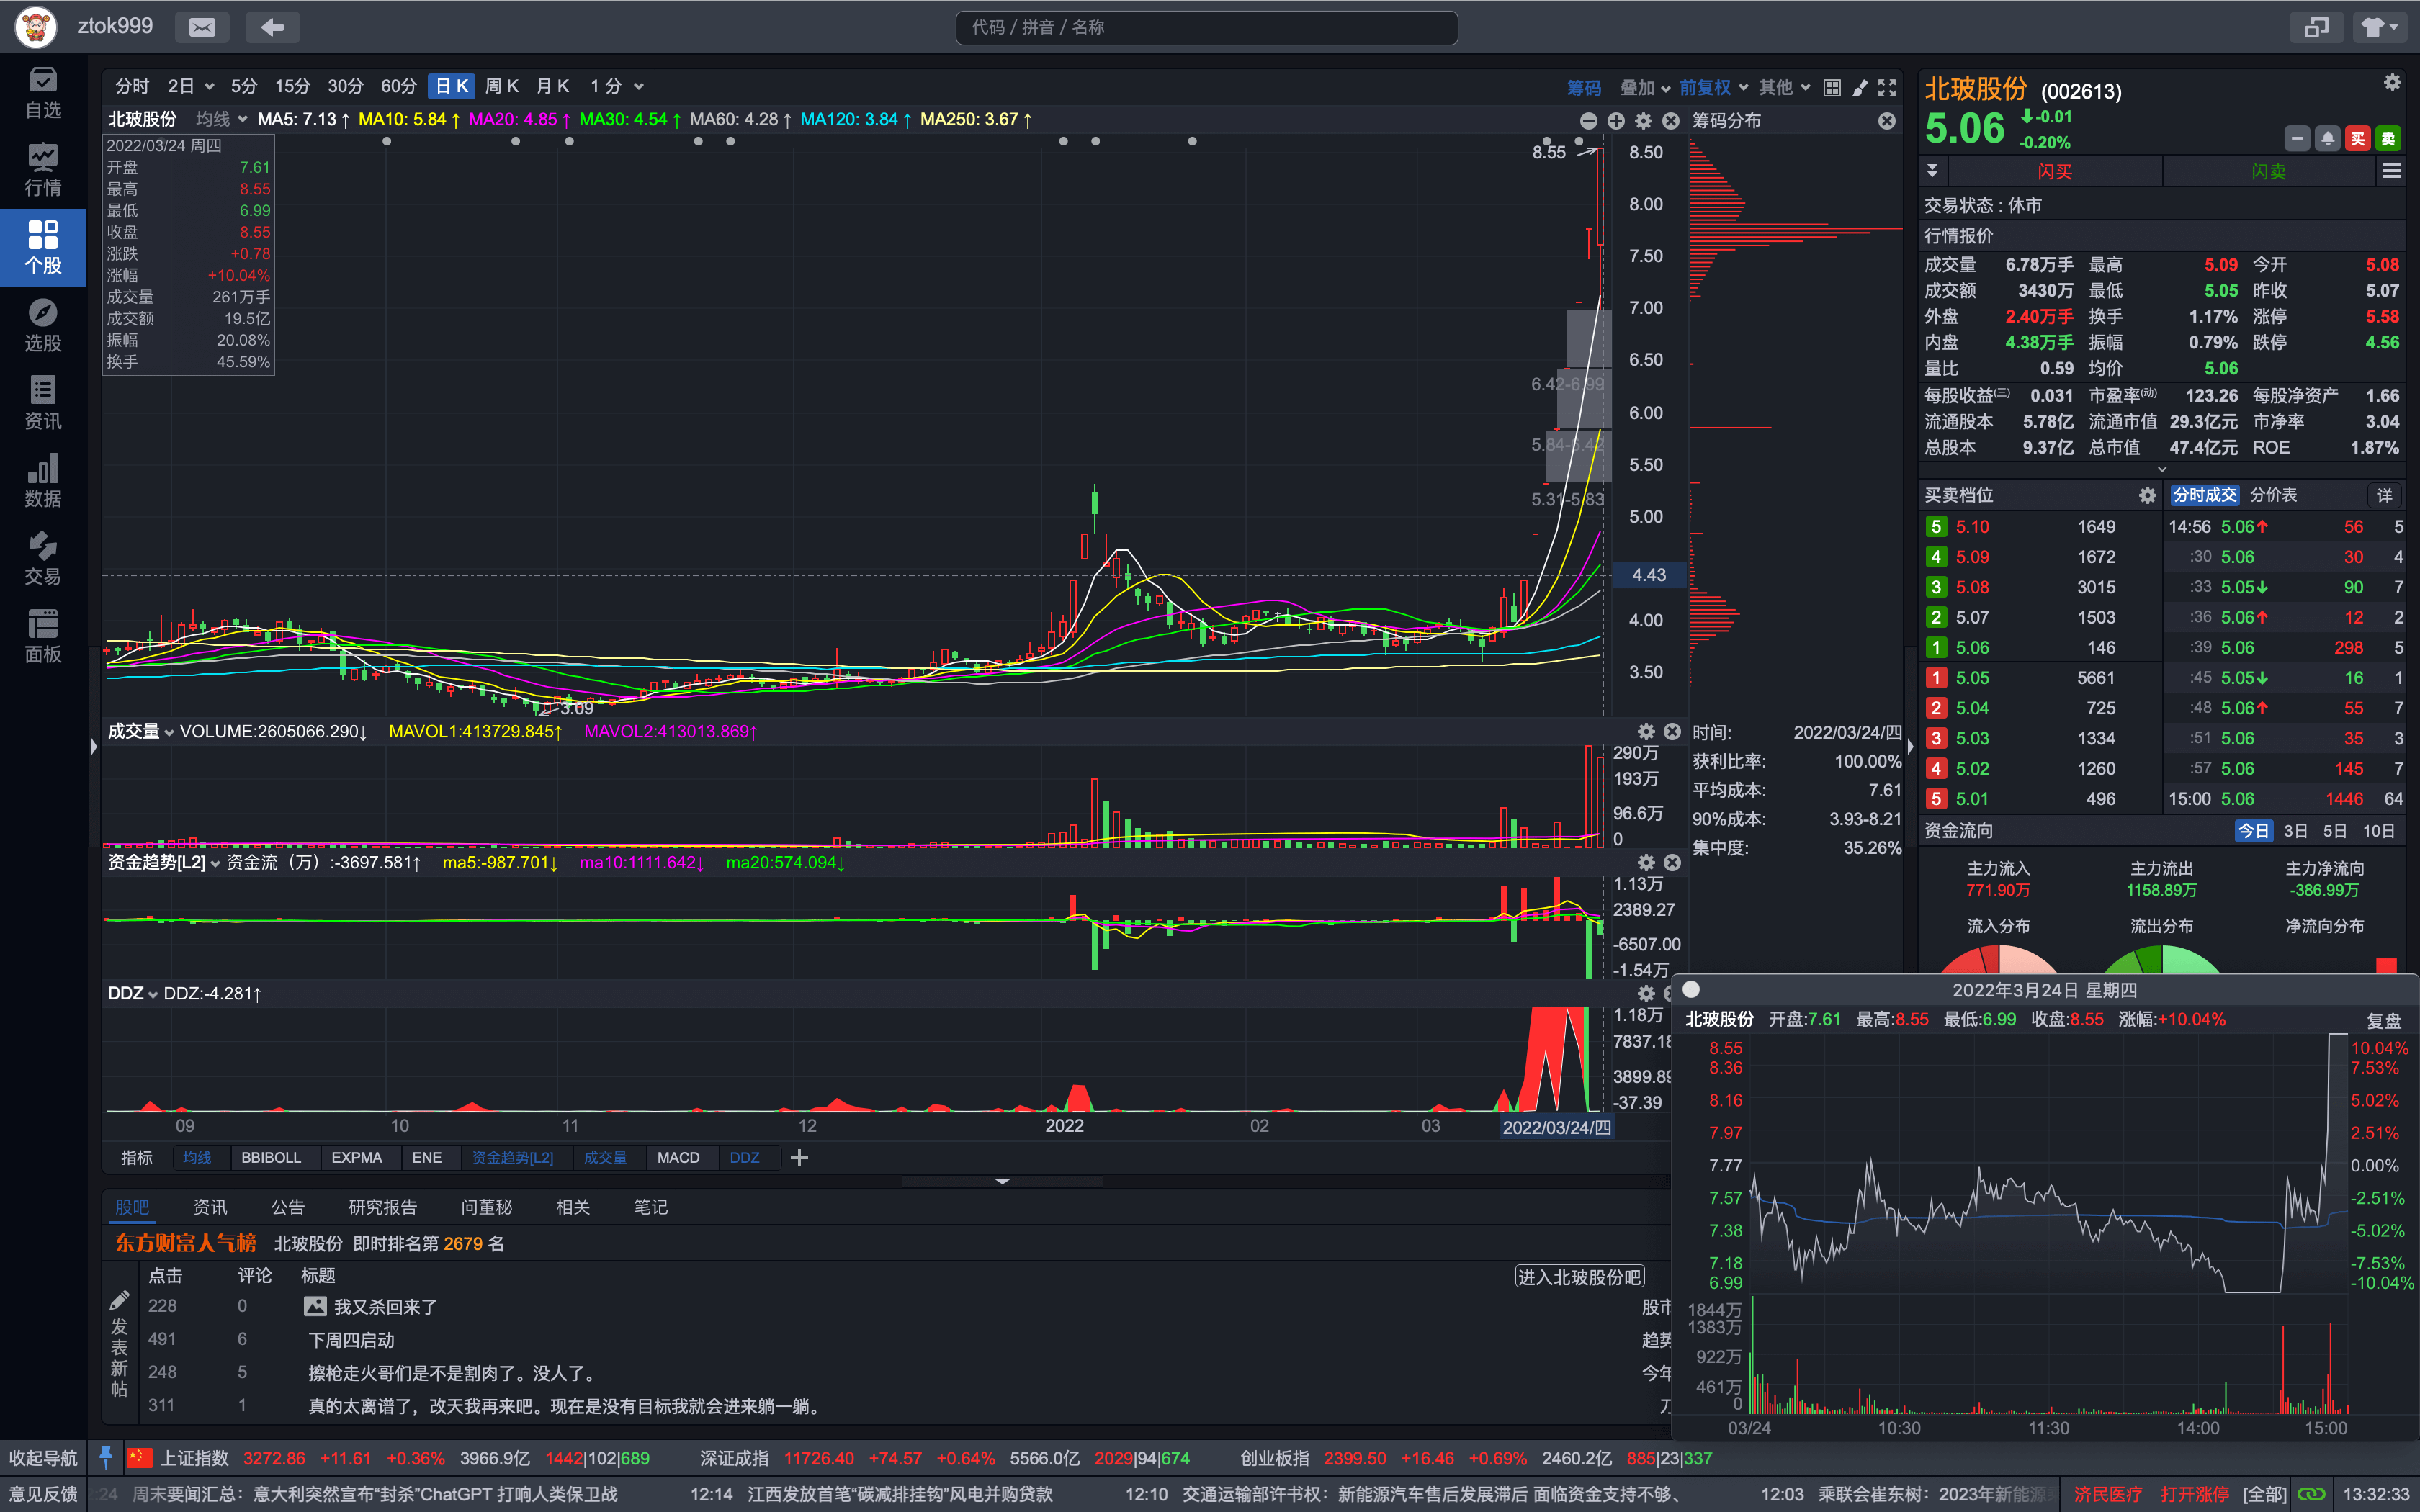 ztok999
代码 / 拼音 / 名称
自选
行情
个股
选股
资讯
数据
交易
面板
分时 2日 5分 15分 30分 60分 日K 周K 月K 1分 筹码 叠加 前复权 其他
北玻股份 均线 MA5: 7.13↑ MA10: 5.84↑ MA20: 4.85↑ MA30: 4.54↑ MA60: 4.28↑ MA120: 3.84↑ MA250: 3.67↑
2022/03/24 周四
开盘 7.61
最高 8.55
最低 6.99
收盘 8.55
涨跌 +0.78
涨幅 +10.04%
成交量 261万手
成交额 19.5亿
振幅 20.08%
换手 45.59%
8.55
6.42-6.99
5.84-6.42
5.31-5.83
3.09
8.50
8.00
7.50
7.00
6.50
6.00
5.50
5.00
4.43
4.00
3.50
筹码分布
成交量 VOLUME:2605066.290↓ MAVOL1:413729.845↑ MAVOL2:413013.869↑
290万
193万
96.6万
0
资金趋势[L2] 资金流（万）:-3697.581↑ ma5:-987.701↓ ma10:1111.642↓ ma20:574.094↓
1.13万
2389.27
-6507.00
-1.54万
DDZ DDZ:-4.281↑
1.18万
7837.18
3899.89
-37.39
09 10 11 12 2022 02 03 2022/03/24/四
时间: 2022/03/24/四
获利比率: 100.00%
平均成本: 7.61
90%成本: 3.93-8.21
集中度: 35.26%
指标 均线 BBIBOLL EXPMA ENE 资金趋势[L2] 成交量 MACD DDZ
股吧 资讯 公告 研究报告 问董秘 相关 笔记
东方财富人气榜 北玻股份 即时排名第 2679 名
点击 评论 标题 进入北玻股份吧
228 0 我又杀回来了 股市
491 6 下周四启动 趋势
248 5 擦枪走火哥们是不是割肉了。没人了。 今年
311 1 真的太离谱了，改天我再来吧。现在是没有目标我就会进来躺一躺。
发表新帖
北玻股份 (002613)
5.06 -0.01
-0.20%
买 卖
闪买 闪卖
交易状态 : 休市
行情报价
成交量 6.78万手 最高 5.09 今开 5.08
成交额 3430万 最低 5.05 昨收 5.07
外盘 2.40万手 换手 1.17% 涨停 5.58
内盘 4.38万手 振幅 0.79% 跌停 4.56
量比 0.59 均价 5.06
每股收益(三) 0.031 市盈率(动) 123.26 每股净资产 1.66
流通股本 5.78亿 流通市值 29.3亿元 市净率 3.04
总股本 9.37亿 总市值 47.4亿元 ROE 1.87%
买卖档位 分时成交 分价表 详
5 5.10 1649 14:56 5.06↑ 56 5
4 5.09 1672 :30 5.06 30 4
3 5.08 3015 :33 5.05↓ 90 7
2 5.07 1503 :36 5.06↑ 12 2
1 5.06 146 :39 5.06 298 5
1 5.05 5661 :45 5.05↓ 16 1
2 5.04 725 :48 5.06↑ 55 7
3 5.03 1334 :51 5.06 35 3
4 5.02 1260 :57 5.06 145 7
5 5.01 496 15:00 5.06 1446 64
资金流向 今日 3日 5日 10日
主力流入 主力流出 主力净流向
771.90万 1158.89万 -386.99万
流入分布 流出分布 净流向分布
2022年3月24日 星期四
北玻股份 开盘:7.61 最高:8.55 最低:6.99 收盘:8.55 涨幅:+10.04% 复盘
8.55 10.04%
8.36 7.53%
8.16 5.02%
7.97 2.51%
7.77 0.00%
7.57 -2.51%
7.38 -5.02%
7.18 -7.53%
6.99 -10.04%
1844万
1383万
922万
461万
0
03/24 10:30 11:30 14:00 15:00
收起导航 上证指数 3272.86 +11.61 +0.36% 3966.9亿 1442|102|689 深证成指 11726.40 +74.57 +0.64% 5566.0亿 2029|94|674 创业板指 2399.50 +16.46 +0.69% 2460.2亿 885|23|337
意见反馈 :24 周末要闻汇总：意大利突然宣布“封杀”ChatGPT 打响人类保卫战 12:14 江西发放首笔“碳减排挂钩”风电并购贷款 12:10 交通运输部许书权：新能源汽车售后发展滞后 面临资金支持不够、 12:03 乘联会崔东树：2023年新能源 济民医疗 打开涨停 [全部] 13:32:33